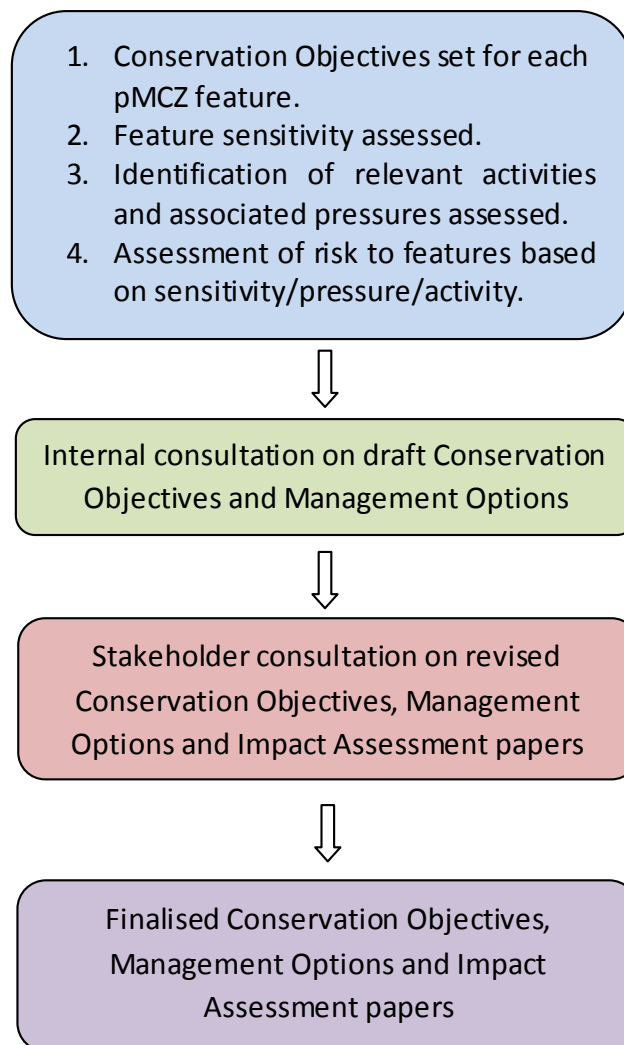 1. Conservation Objectives set for each
pMCZ feature.
2. Feature sensitivity assessed.
3. Identification of relevant activities
and associated pressures assessed.
4. Assessment of risk to features based
on sensitivity/pressure/activity.
Internal consultation on draft Conservation
Objectives and Management Options
Stakeholder consultation on revised
Conservation Objectives, Management
Options and Impact Assessment papers
Finalised Conservation Objectives,
Management Options and Impact
Assessment papers